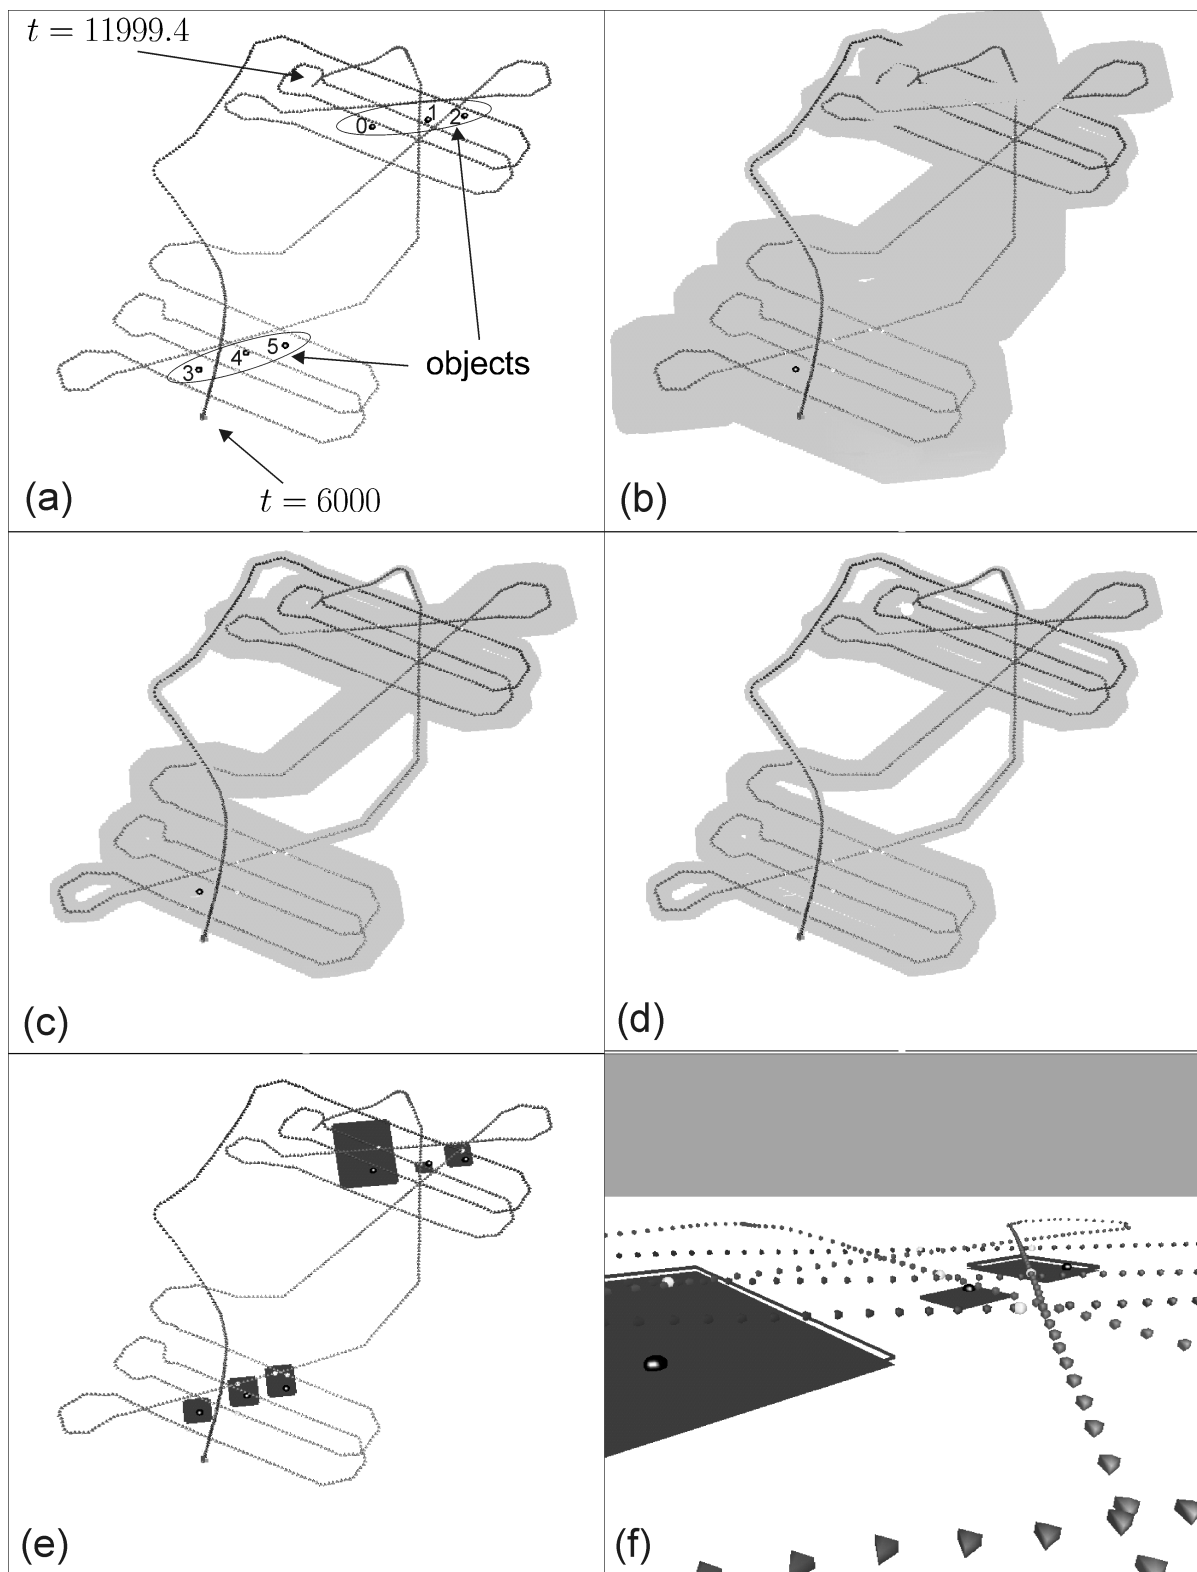 t = 11999.4
0
1
2
objects
3
4
5
t = 6000
(a)
(b)
(c)
(d)
(e)
(f)